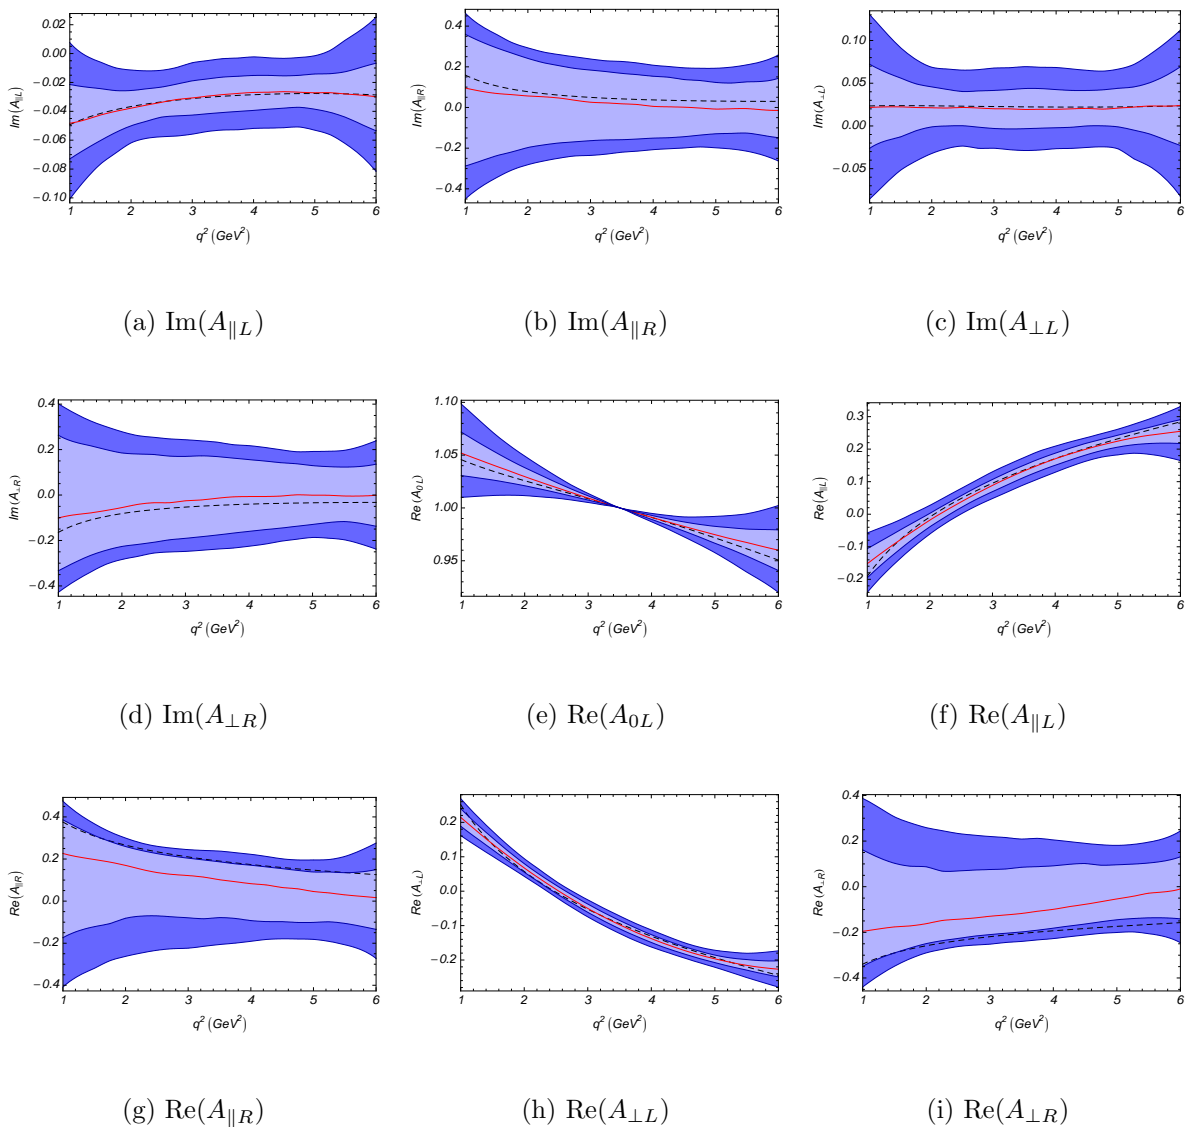 0.02
0.00
−0.02
−0.04
−0.06
−0.08
−0.10
Im(A∥L)
1 2 3 4 5 6
q² (GeV²)
0.4
0.2
0.0
−0.2
−0.4
Im(A∥R)
1 2 3 4 5 6
q² (GeV²)
0.10
0.05
0.00
−0.05
Im(A⊥L)
1 2 3 4 5 6
q² (GeV²)
(a) Im(A∥L) (b) Im(A∥R) (c) Im(A⊥L)
0.4
0.2
0.0
−0.2
−0.4
Im(A⊥R)
1 2 3 4 5 6
q² (GeV²)
1.10
1.05
1.00
0.95
Re(A0L)
1 2 3 4 5 6
q² (GeV²)
0.3
0.2
0.1
0.0
−0.1
−0.2
Re(A∥L)
1 2 3 4 5 6
q² (GeV²)
(d) Im(A⊥R) (e) Re(A0L) (f) Re(A∥L)
0.4
0.2
0.0
−0.2
−0.4
Re(A∥R)
1 2 3 4 5 6
q² (GeV²)
0.2
0.1
0.0
−0.1
−0.2
Re(A⊥L)
1 2 3 4 5 6
q² (GeV²)
0.4
0.2
0.0
−0.2
−0.4
Re(A⊥R)
1 2 3 4 5 6
q² (GeV²)
(g) Re(A∥R) (h) Re(A⊥L) (i) Re(A⊥R)